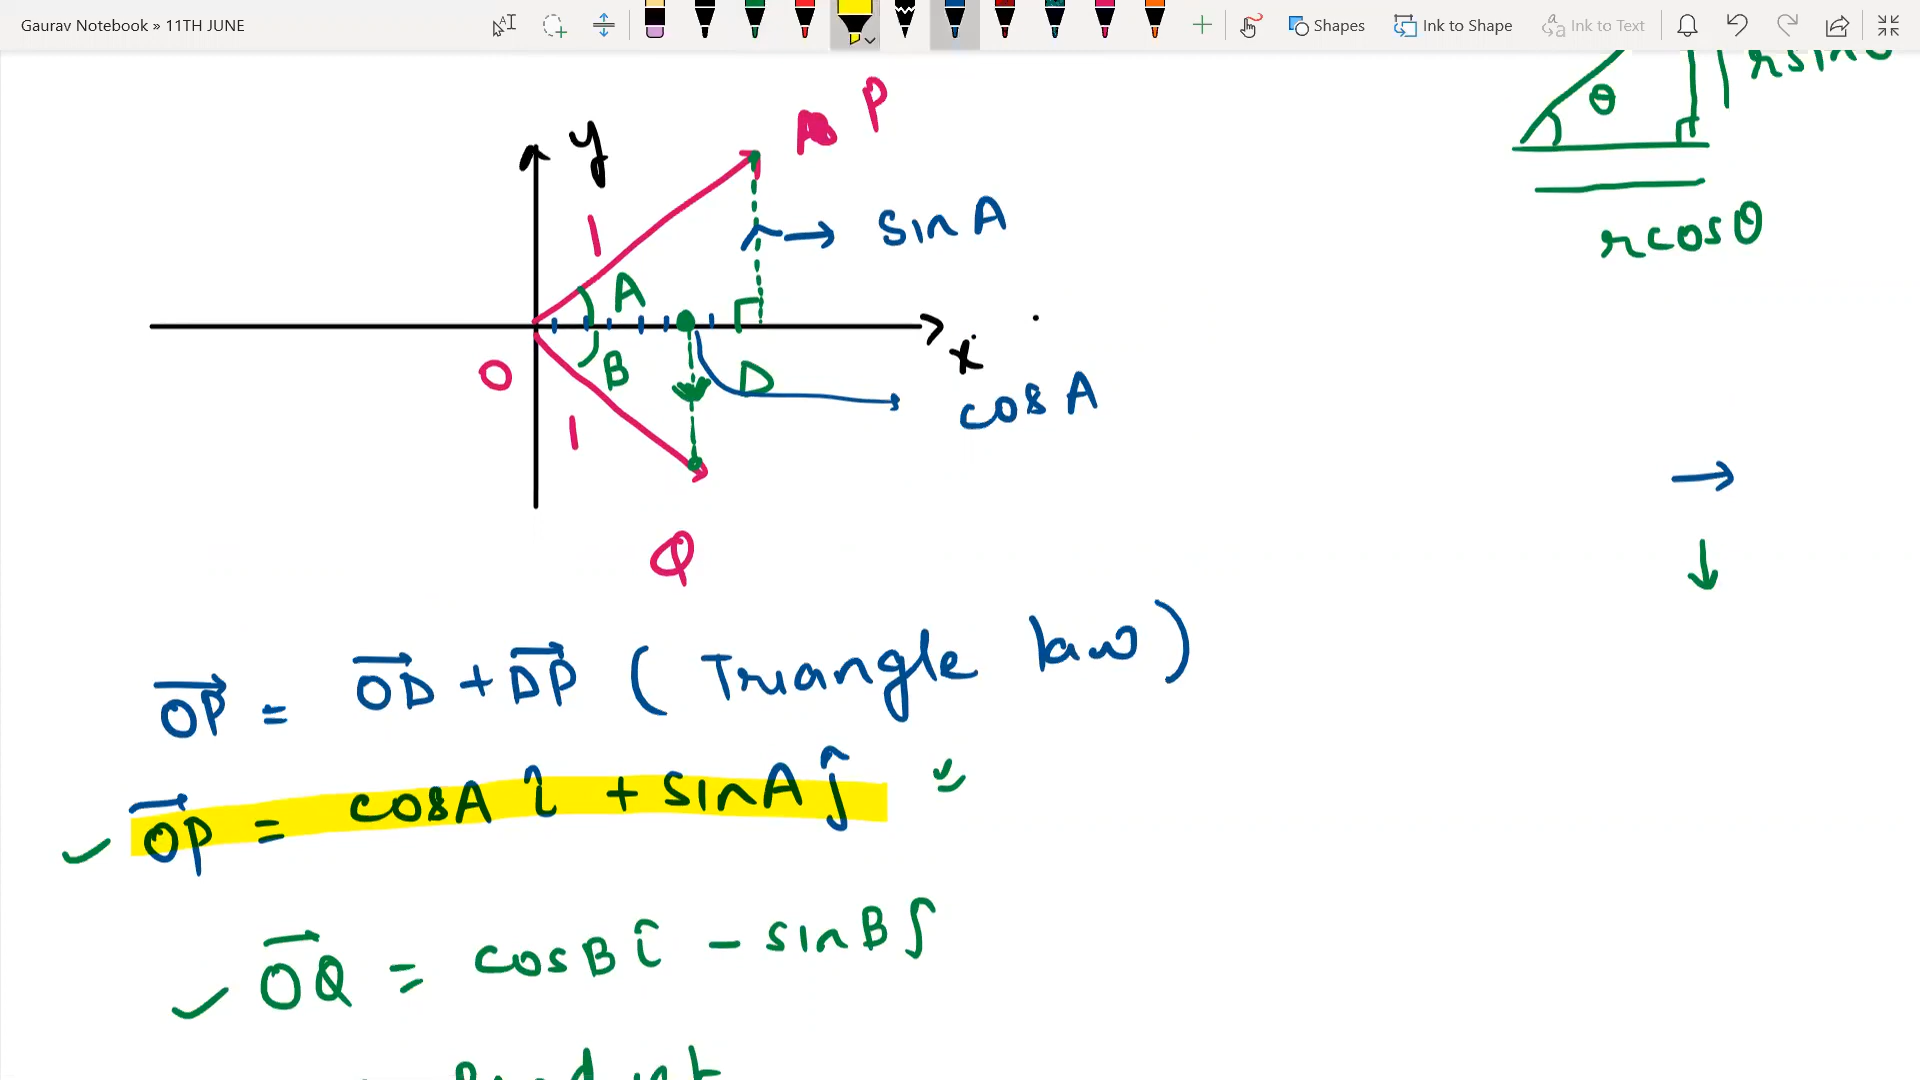 Gaurav Notebook » 11TH JUNE
Shapes Ink to Shape Ink to Text
y
P
1
A
sin A
θ
r cos θ
x
O
B
D
cos A
1
Q
OP = OD + DP ( Triangle law )
OP = cosA î + sinA ĵ
OQ = cosB î - sinB ĵ